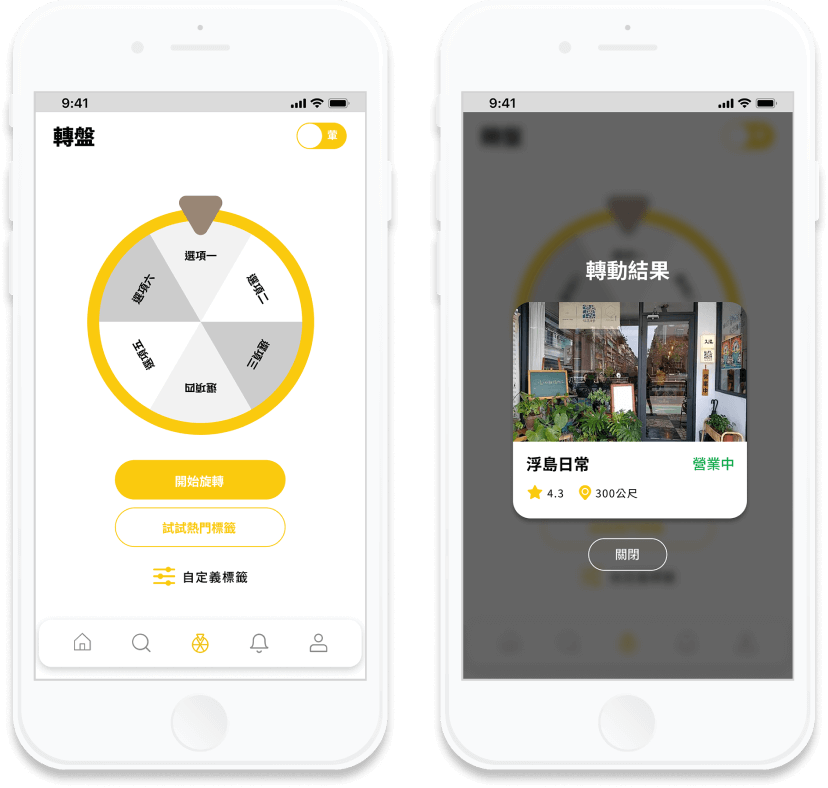 9:41
轉盤
葷
選項一
選項二
選項三
選項四
選項五
選項六
開始旋轉
試試熱門標籤
自定義標籤
9:41
轉動結果
浮島日常
營業中
4.3
300公尺
關閉